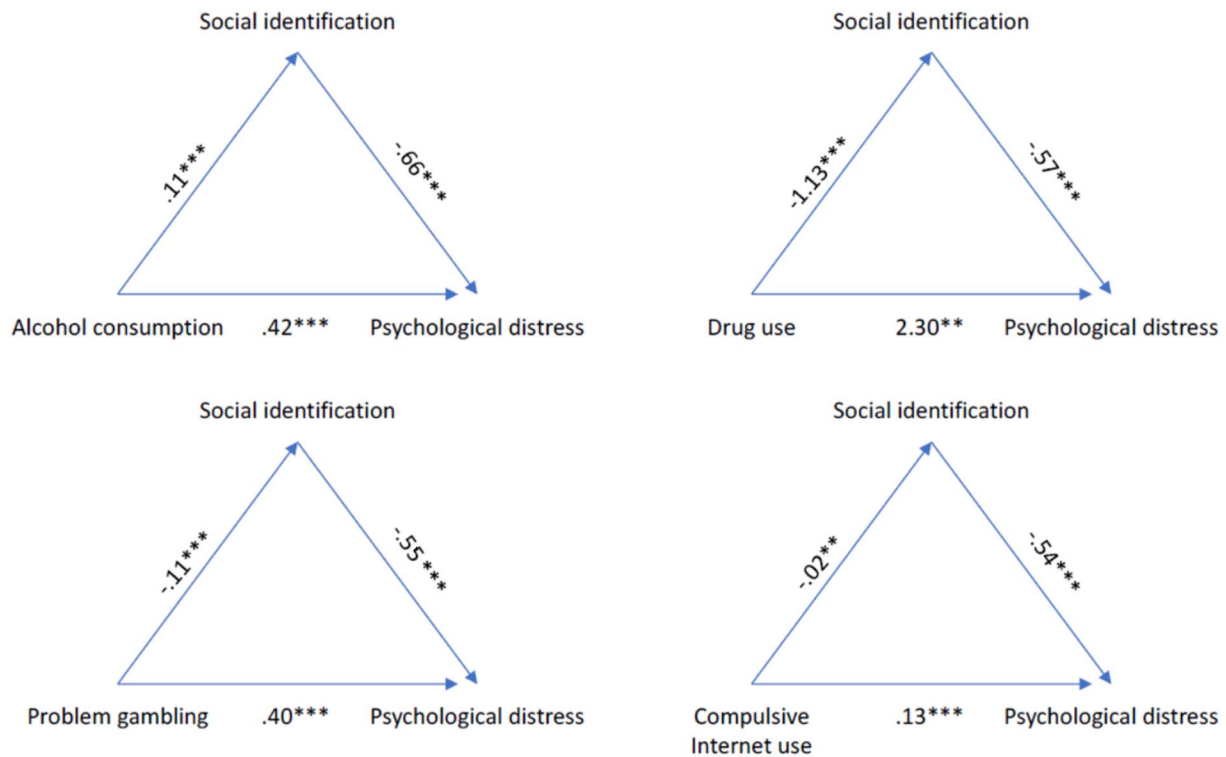 Social identification
.11***
-.66***
Alcohol consumption .42*** Psychological distress
Social identification
-1.13***
-.57***
Drug use 2.30** Psychological distress
Social identification
-.11***
-.55***
Problem gambling .40*** Psychological distress
Social identification
-.02**
-.54***
Compulsive .13*** Psychological distress
Internet use